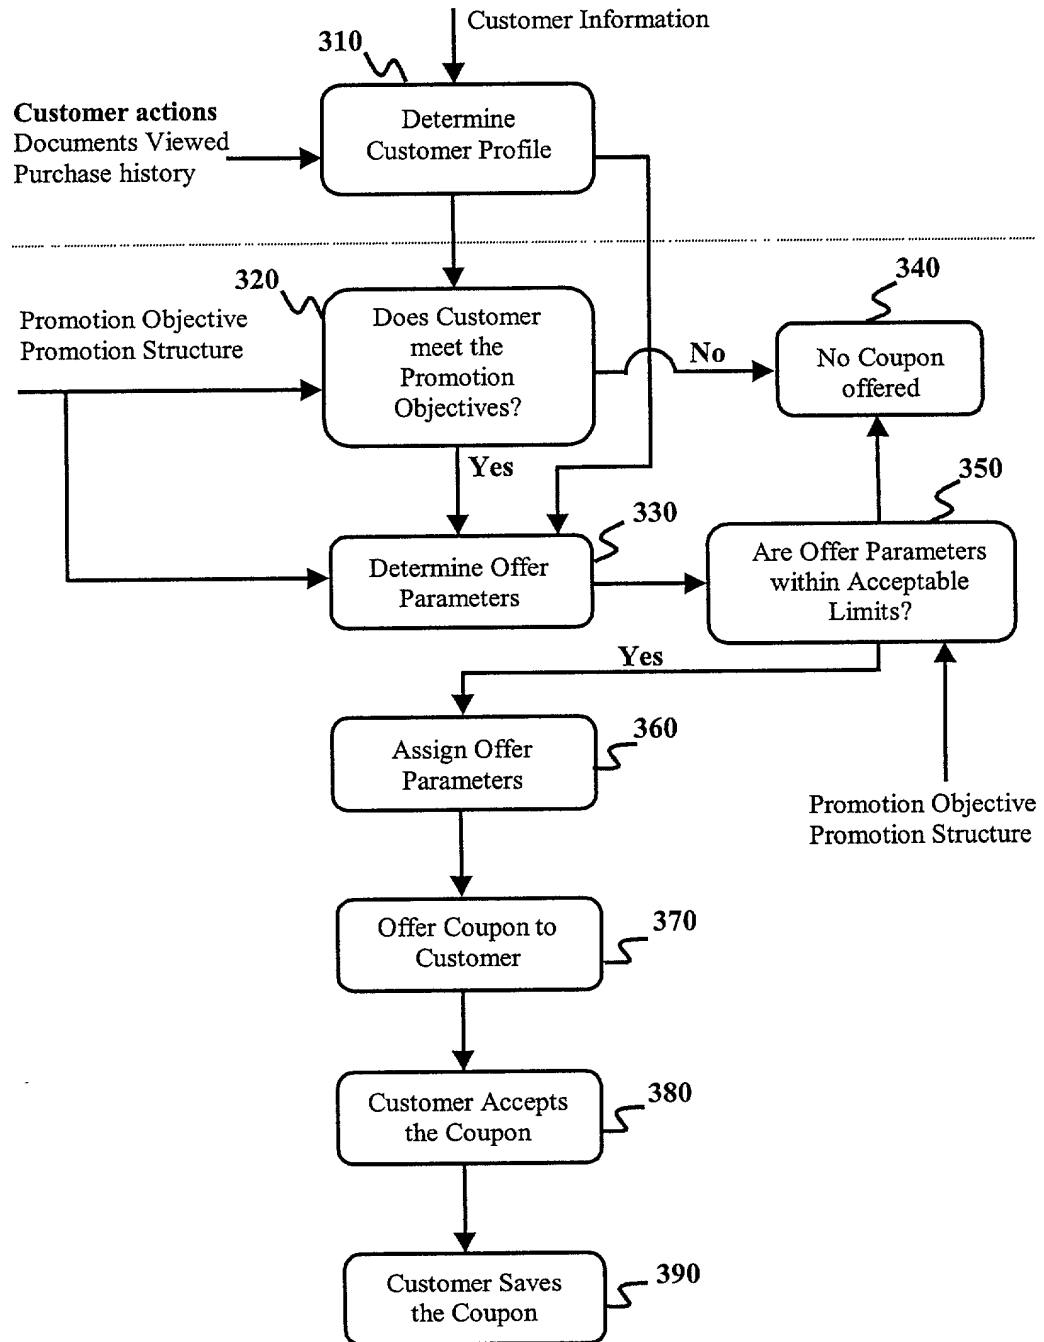 Customer Information
310
Customer actions
Documents Viewed
Purchase history
Determine
Customer Profile
320
340
Promotion Objective
Promotion Structure
Does Customer
meet the
Promotion
Objectives?
No
No Coupon
offered
Yes
350
330
Determine Offer
Parameters
Are Offer Parameters
within Acceptable
Limits?
Yes
360
Assign Offer
Parameters
Promotion Objective
Promotion Structure
370
Offer Coupon to
Customer
380
Customer Accepts
the Coupon
390
Customer Saves
the Coupon